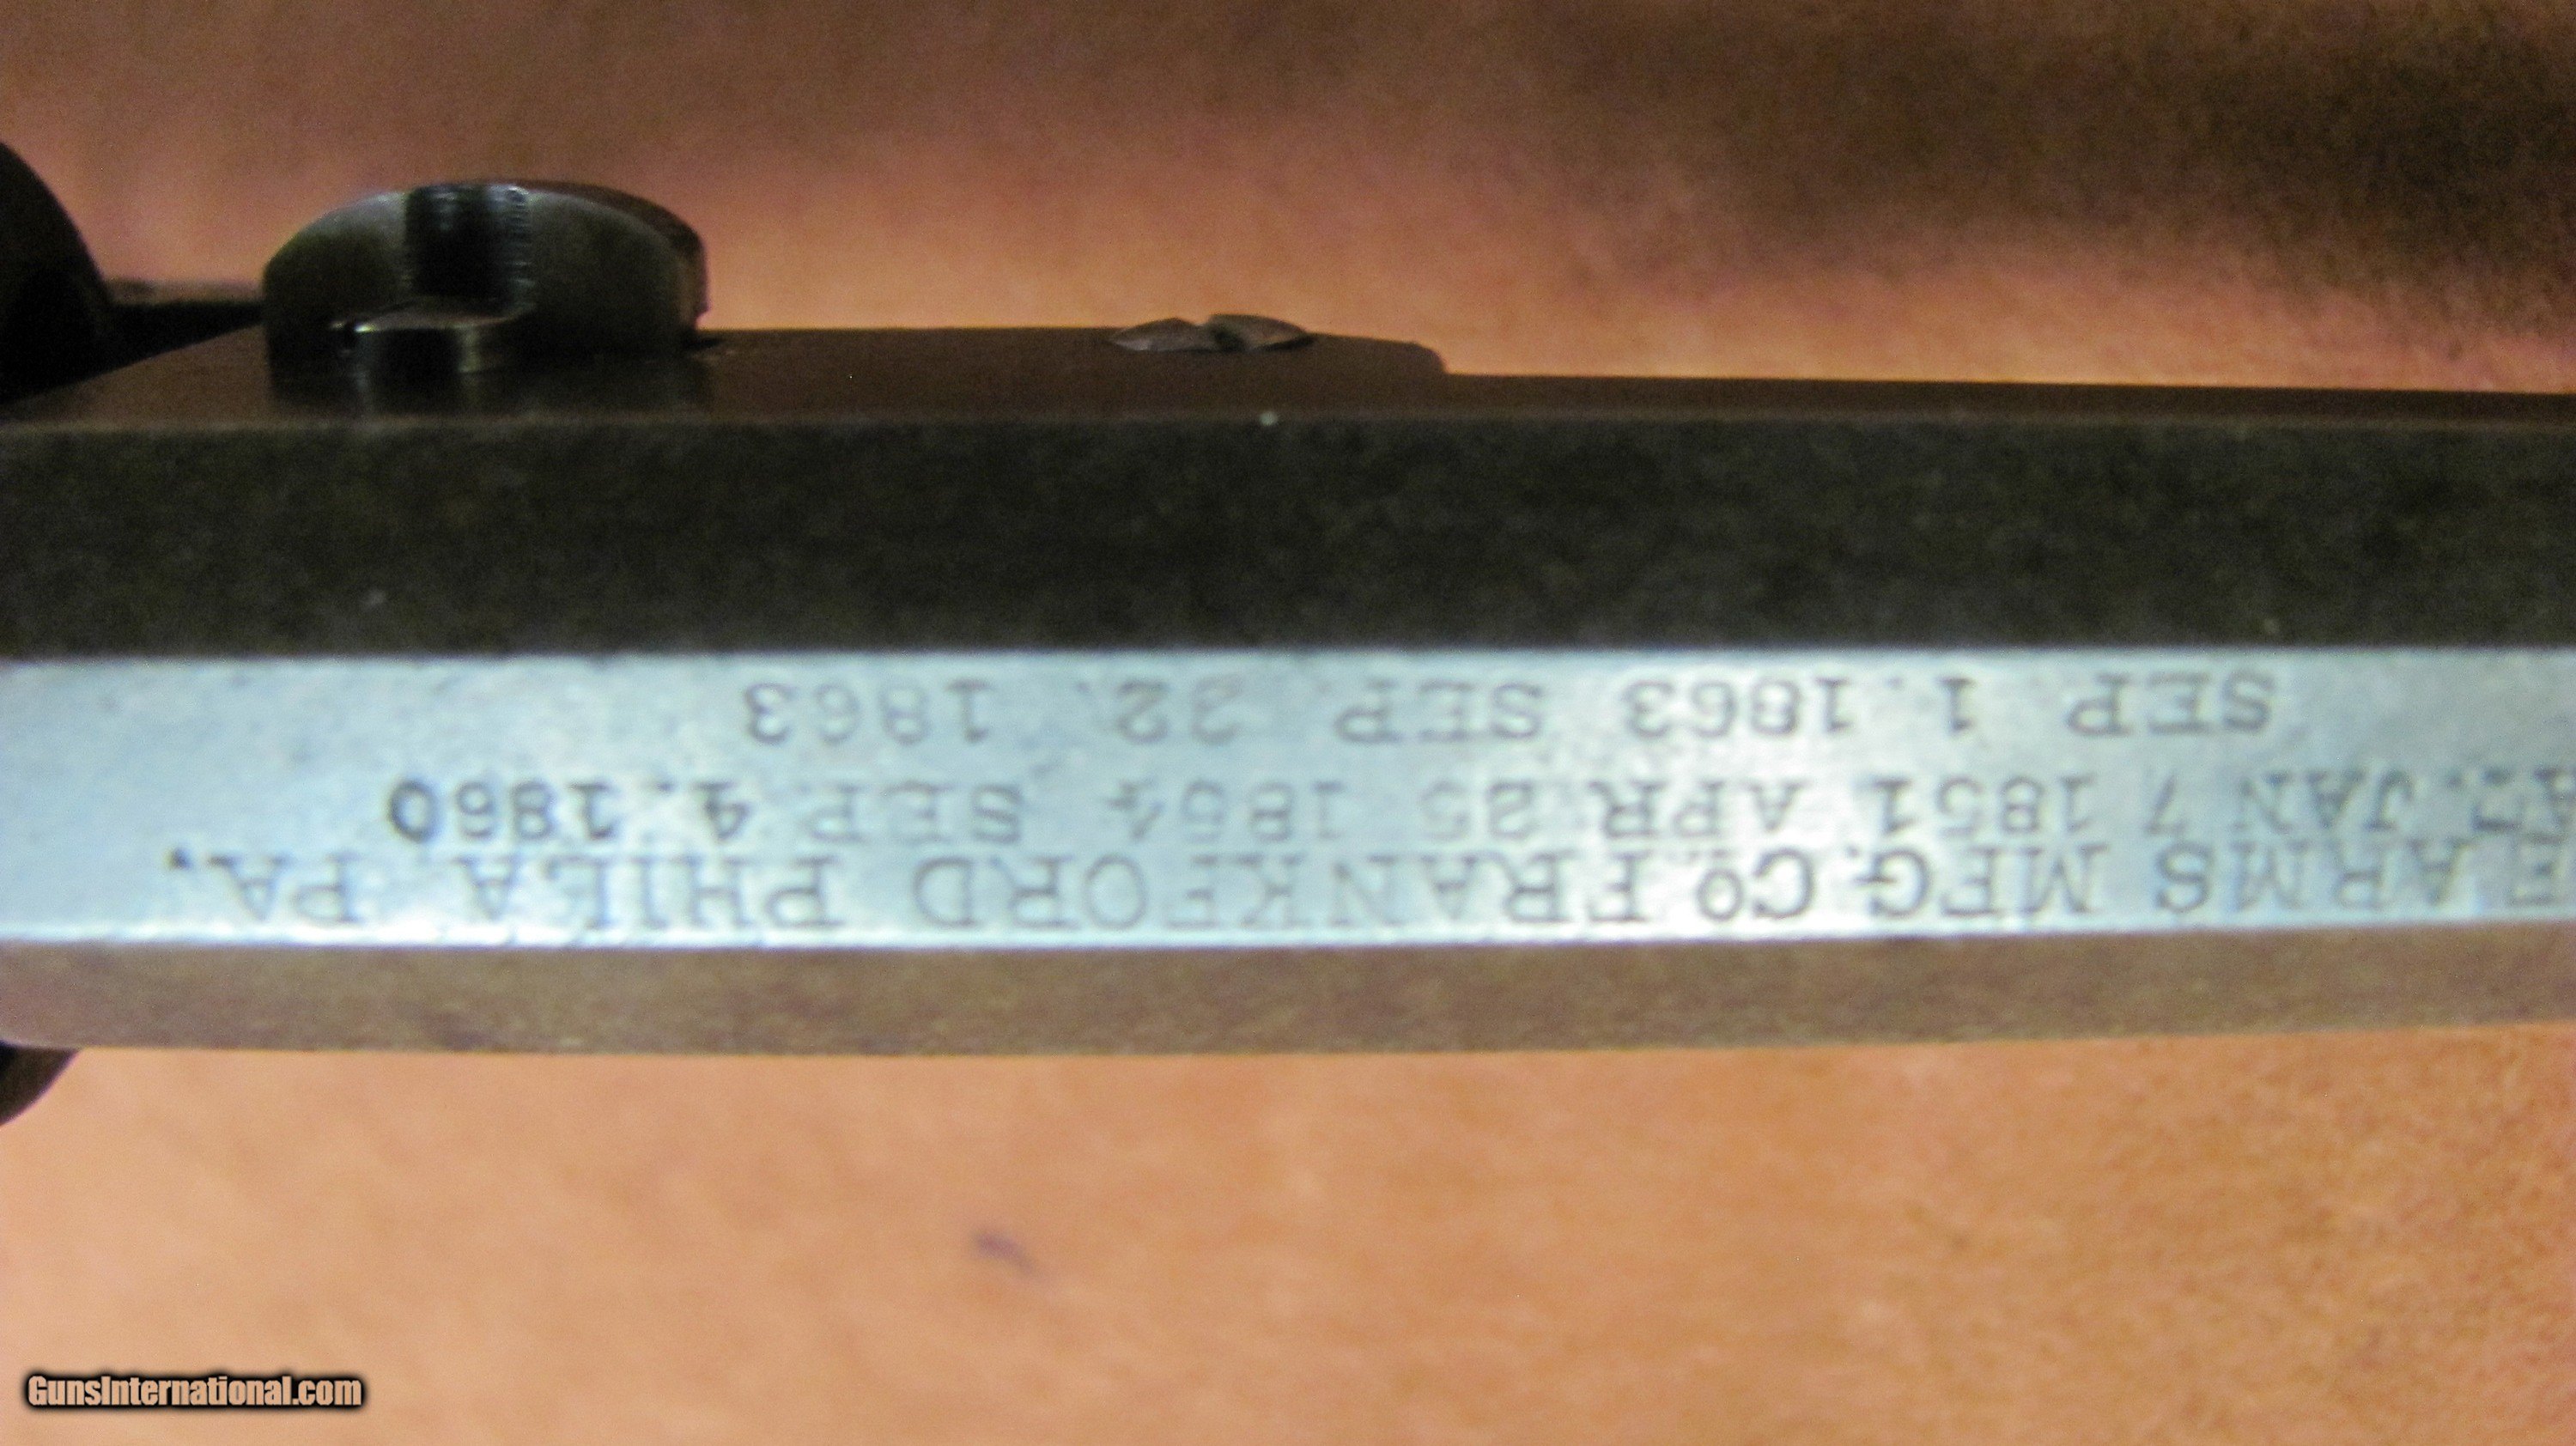 EARMS MFG. Cº. FRANKFORD PHILA. PA.
JAN 7 1851. APR. 25 1854 SEP. 4. 1860
SEP 1. 1863 SEP 22. 1863
GunsInternational.com